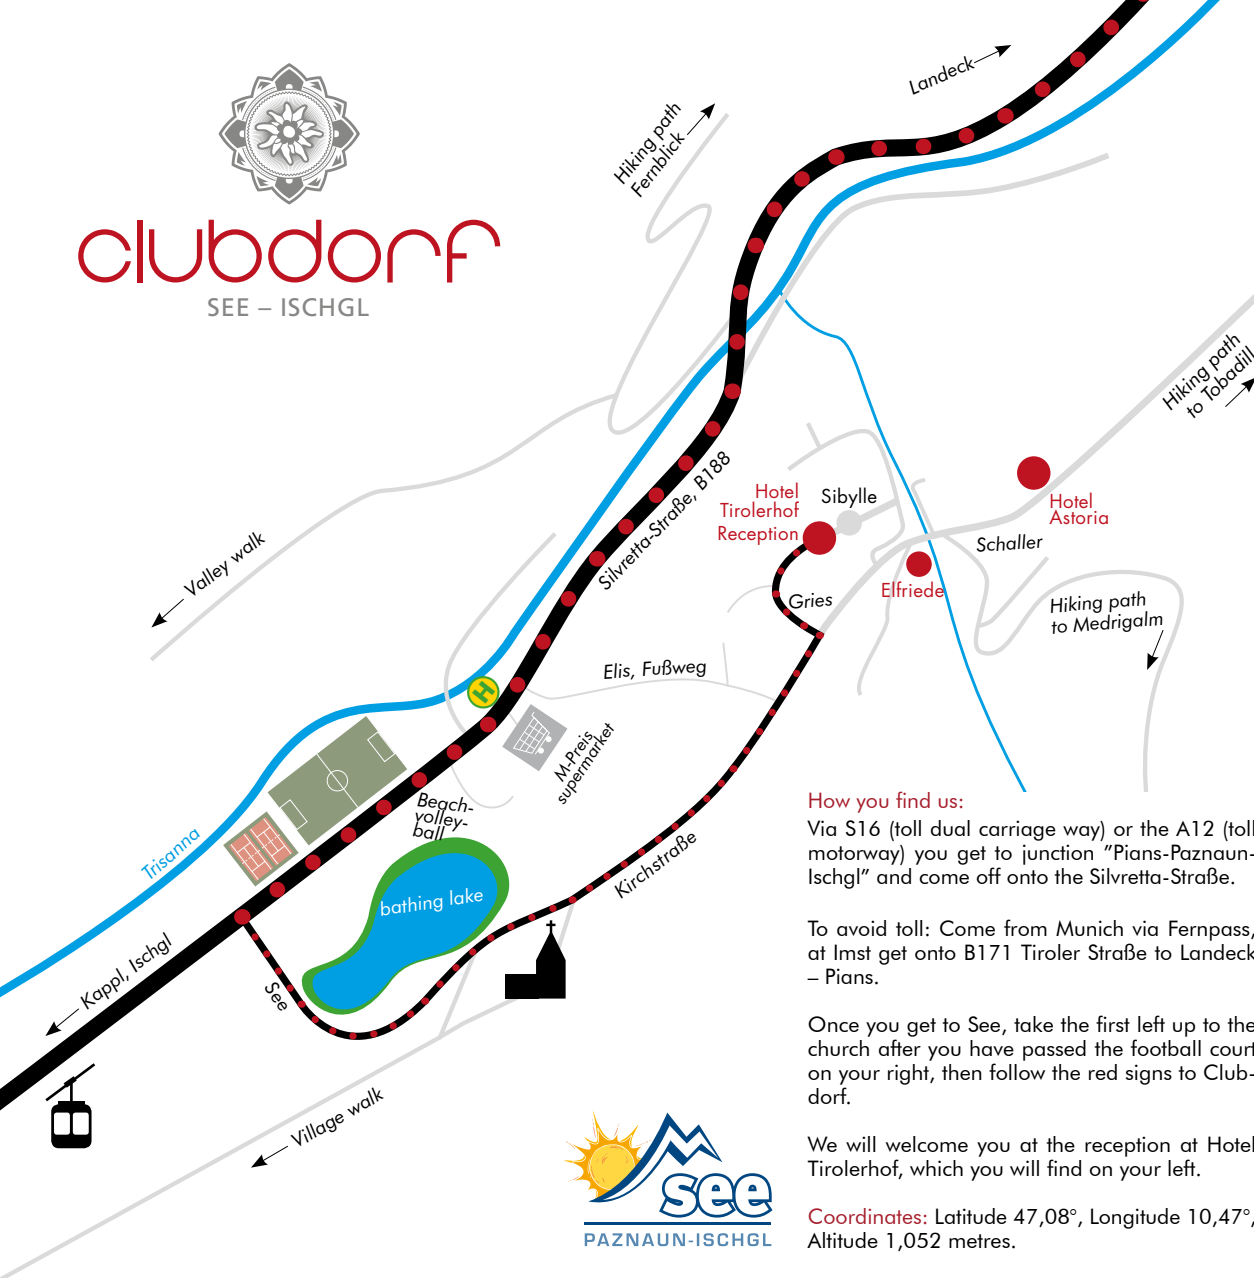 Landeck
Hiking path
Fernblick
clubdorf
SEE – ISCHGL
Hiking path
to Tobadill
Silvretta-Straße, B188
Hotel
Tirolerhof
Reception
Sibylle
Hotel
Astoria
Schaller
Valley walk
Elfriede
Gries
Hiking path
to Medrigalm
Elis, Fußweg
H
M-Preis
supermarket
Beach-
volley-
ball
Trisanna
bathing lake
Kirchstraße
Kappl, Ischgl
See
Village walk
see
PAZNAUN-ISCHGL
How you find us:
Via S16 (toll dual carriage way) or the A12 (toll
motorway) you get to junction ”Pians-Paznaun-
Ischgl” and come off onto the Silvretta-Straße.
To avoid toll: Come from Munich via Fernpass,
at Imst get onto B171 Tiroler Straße to Landeck
– Pians.
Once you get to See, take the first left up to the
church after you have passed the football court
on your right, then follow the red signs to Club-
dorf.
We will welcome you at the reception at Hotel
Tirolerhof, which you will find on your left.
Coordinates: Latitude 47,08°, Longitude 10,47°,
Altitude 1,052 metres.